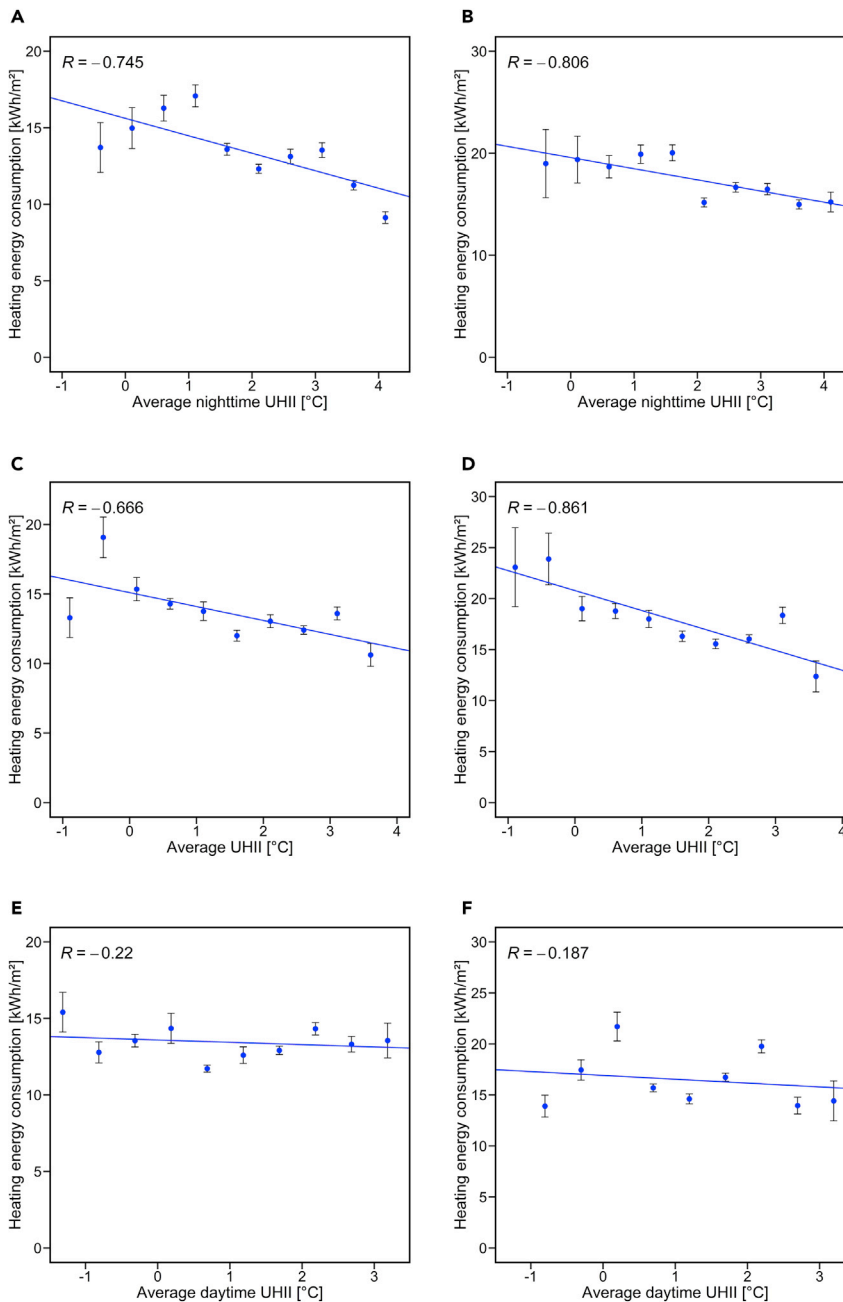 A
R = −0.745
Heating energy consumption [kWh/m²]
20
15
10
5
0
-1 0 1 2 3 4
Average nighttime UHII [°C]
B
R = −0.806
Heating energy consumption [kWh/m²]
30
25
20
15
10
5
0
-1 0 1 2 3 4
Average nighttime UHII [°C]
C
R = −0.666
Heating energy consumption [kWh/m²]
20
15
10
5
0
-1 0 1 2 3 4
Average UHII [°C]
D
R = −0.861
Heating energy consumption [kWh/m²]
30
25
20
15
10
5
0
-1 0 1 2 3 4
Average UHII [°C]
E
R = −0.22
Heating energy consumption [kWh/m²]
20
15
10
5
0
-1 0 1 2 3
Average daytime UHII [°C]
F
R = −0.187
Heating energy consumption [kWh/m²]
30
25
20
15
10
5
0
-1 0 1 2 3
Average daytime UHII [°C]